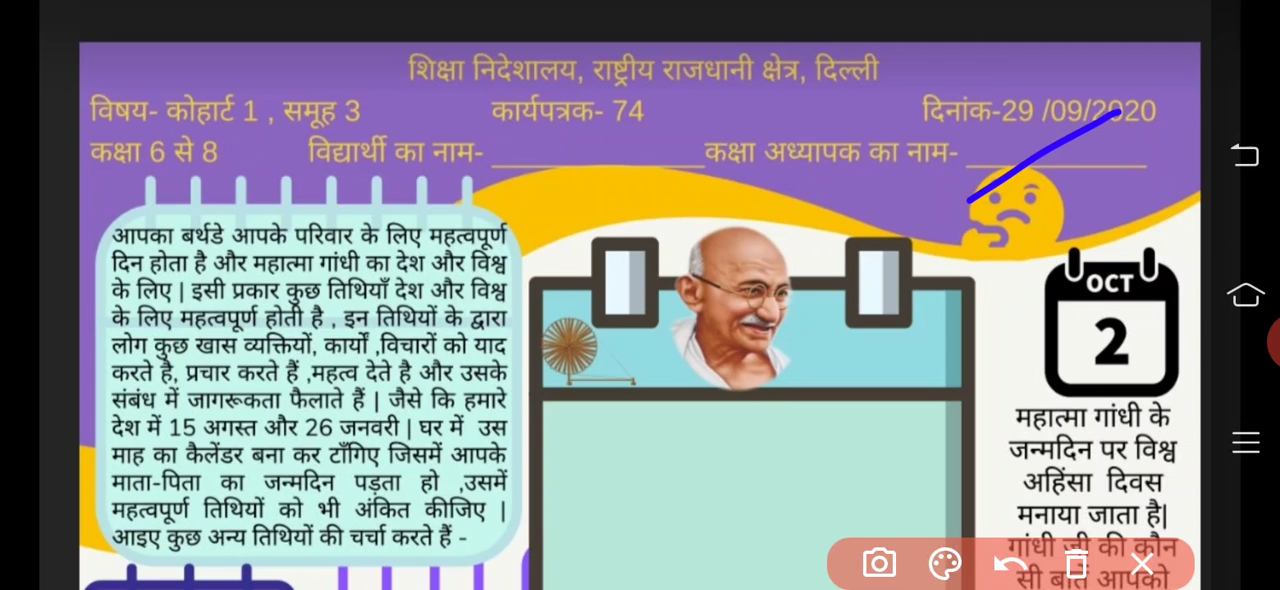 शिक्षा निदेशालय, राष्ट्रीय राजधानी क्षेत्र, दिल्ली
विषय- कोहार्ट 1 , समूह 3 कार्यपत्रक- 74 दिनांक-29 /09/2020
कक्षा 6 से 8 विद्यार्थी का नाम- _______________ कक्षा अध्यापक का नाम- _____________
आपका बर्थडे आपके परिवार के लिए महत्वपूर्ण
दिन होता है और महात्मा गांधी का देश और विश्व
के लिए | इसी प्रकार कुछ तिथियाँ देश और विश्व
के लिए महत्वपूर्ण होती है , इन तिथियों के द्वारा
लोग कुछ खास व्यक्तियों, कार्यों ,विचारों को याद
करते है, प्रचार करते हैं ,महत्व देते है और उसके
संबंध में जागरूकता फैलाते हैं | जैसे कि हमारे
देश में 15 अगस्त और 26 जनवरी | घर में उस
माह का कैलेंडर बना कर टाँगिए जिसमें आपके
माता-पिता का जन्मदिन पड़ता हो ,उसमें
महत्वपूर्ण तिथियों को भी अंकित कीजिए |
आइए कुछ अन्य तिथियों की चर्चा करते हैं -
OCT
2
महात्मा गांधी के
जन्मदिन पर विश्व
अहिंसा दिवस
मनाया जाता है|
गांधी जी की कौन
सी बातें आपको